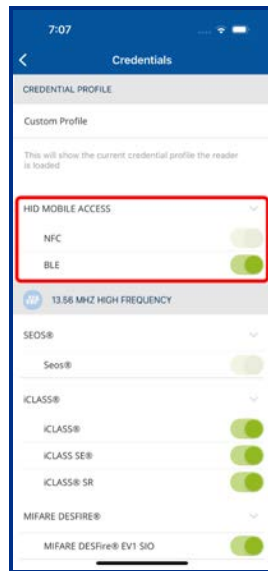 7:07
Credentials
CREDENTIAL PROFILE
Custom Profile
This will show the current credential profile the reader
is loaded
HID MOBILE ACCESS
NFC
BLE
13.56 MHZ HIGH FREQUENCY
SEOS®
Seos®
iCLASS®
iCLASS®
iCLASS SE®
iCLASS® SR
MIFARE DESFIRE®
MIFARE DESFire® EV1 SIO